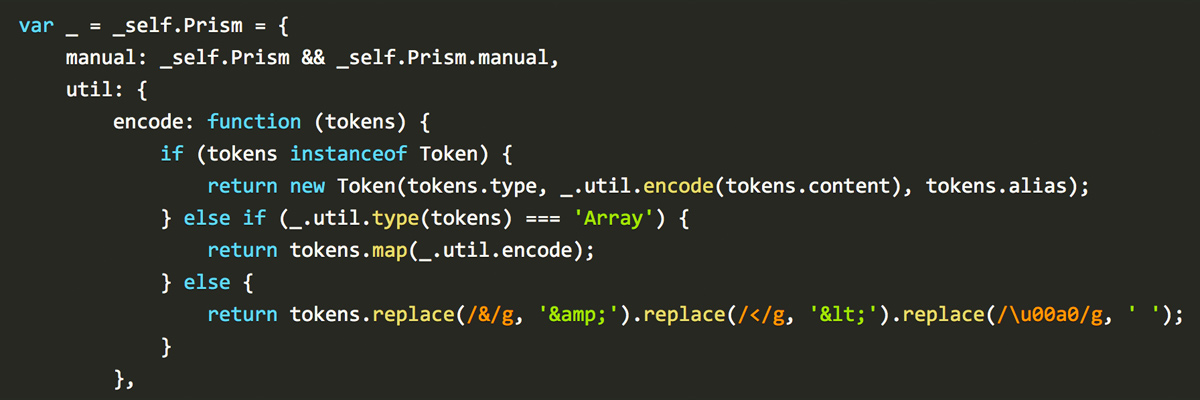 var _ = _self.Prism = {
    manual: _self.Prism && _self.Prism.manual,
    util: {
        encode: function (tokens) {
            if (tokens instanceof Token) {
                return new Token(tokens.type, _.util.encode(tokens.content), tokens.alias);
            } else if (_.util.type(tokens) === 'Array') {
                return tokens.map(_.util.encode);
            } else {
                return tokens.replace(/&/g, '&amp;').replace(/</g, '&lt;').replace(/\u00a0/g, ' ');
            }
        },